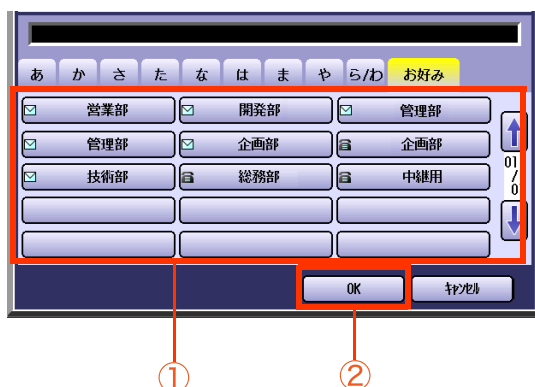 あ か さ た な は ま や ら/わ お好み
営業部 開発部 管理部
管理部 企画部 企画部
技術部 総務部 中継用
01
/
0
OK ｷｬﾝｾﾙ
① ②